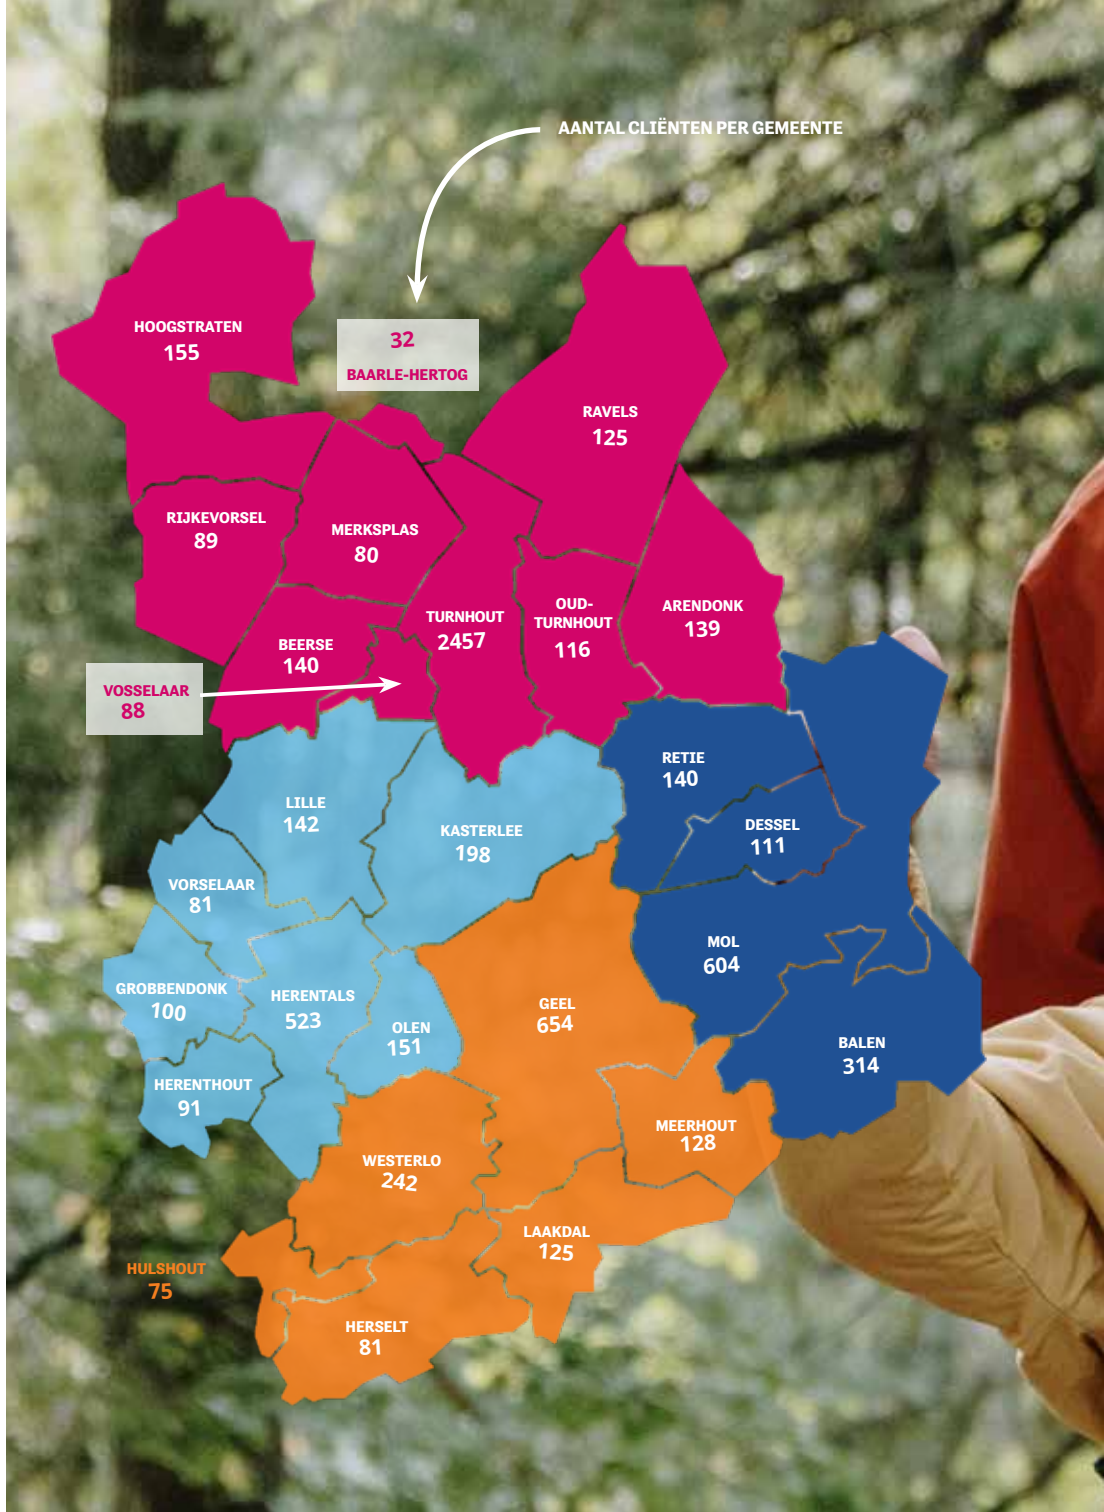 AANTAL CLIËNTEN PER GEMEENTE
HOOGSTRATEN
155
32
BAARLE-HERTOG
RAVELS
125
RIJKEVORSEL
89
MERKSPLAS
80
TURNHOUT
2457
OUD-
TURNHOUT
116
ARENDONK
139
BEERSE
140
VOSSELAAR
88
RETIE
140
LILLE
142
KASTERLEE
198
DESSEL
111
VORSELAAR
81
MOL
604
GROBBENDONK
100
HERENTALS
523
GEEL
654
OLEN
151
BALEN
314
HERENTHOUT
91
MEERHOUT
128
WESTERLO
242
LAAKDAL
125
HULSHOUT
75
HERSELT
81